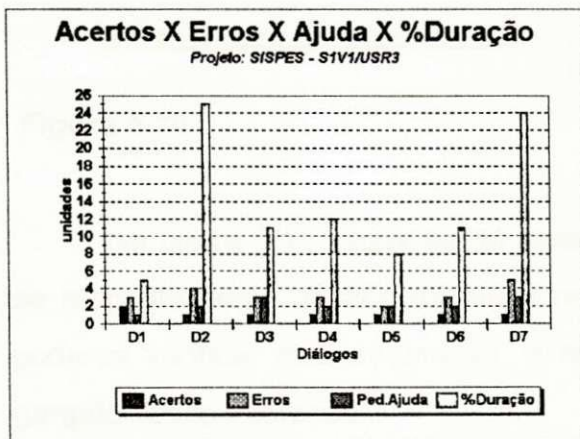 Acertos X Erros X Ajuda X %Duração
Projeto: SISPES - S1V1/USR3
unidades
26
24
22
20
18
16
14
12
10
8
6
4
2
0
D1 D2 D3 D4 D5 D6 D7
Diálogos
Acertos Erros Ped.Ajuda %Duração